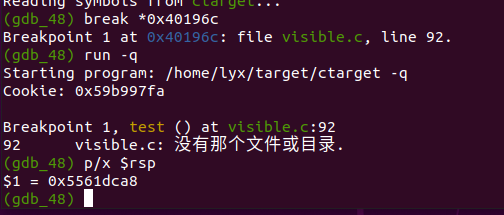 Reading symbols from ctarget...
(gdb_48) break *0x40196c
Breakpoint 1 at 0x40196c: file visible.c, line 92.
(gdb_48) run -q
Starting program: /home/lyx/target/ctarget -q
Cookie: 0x59b997fa
Breakpoint 1, test () at visible.c:92
92 visible.c: 没有那个文件或目录.
(gdb_48) p/x $rsp
$1 = 0x5561dca8
(gdb_48)